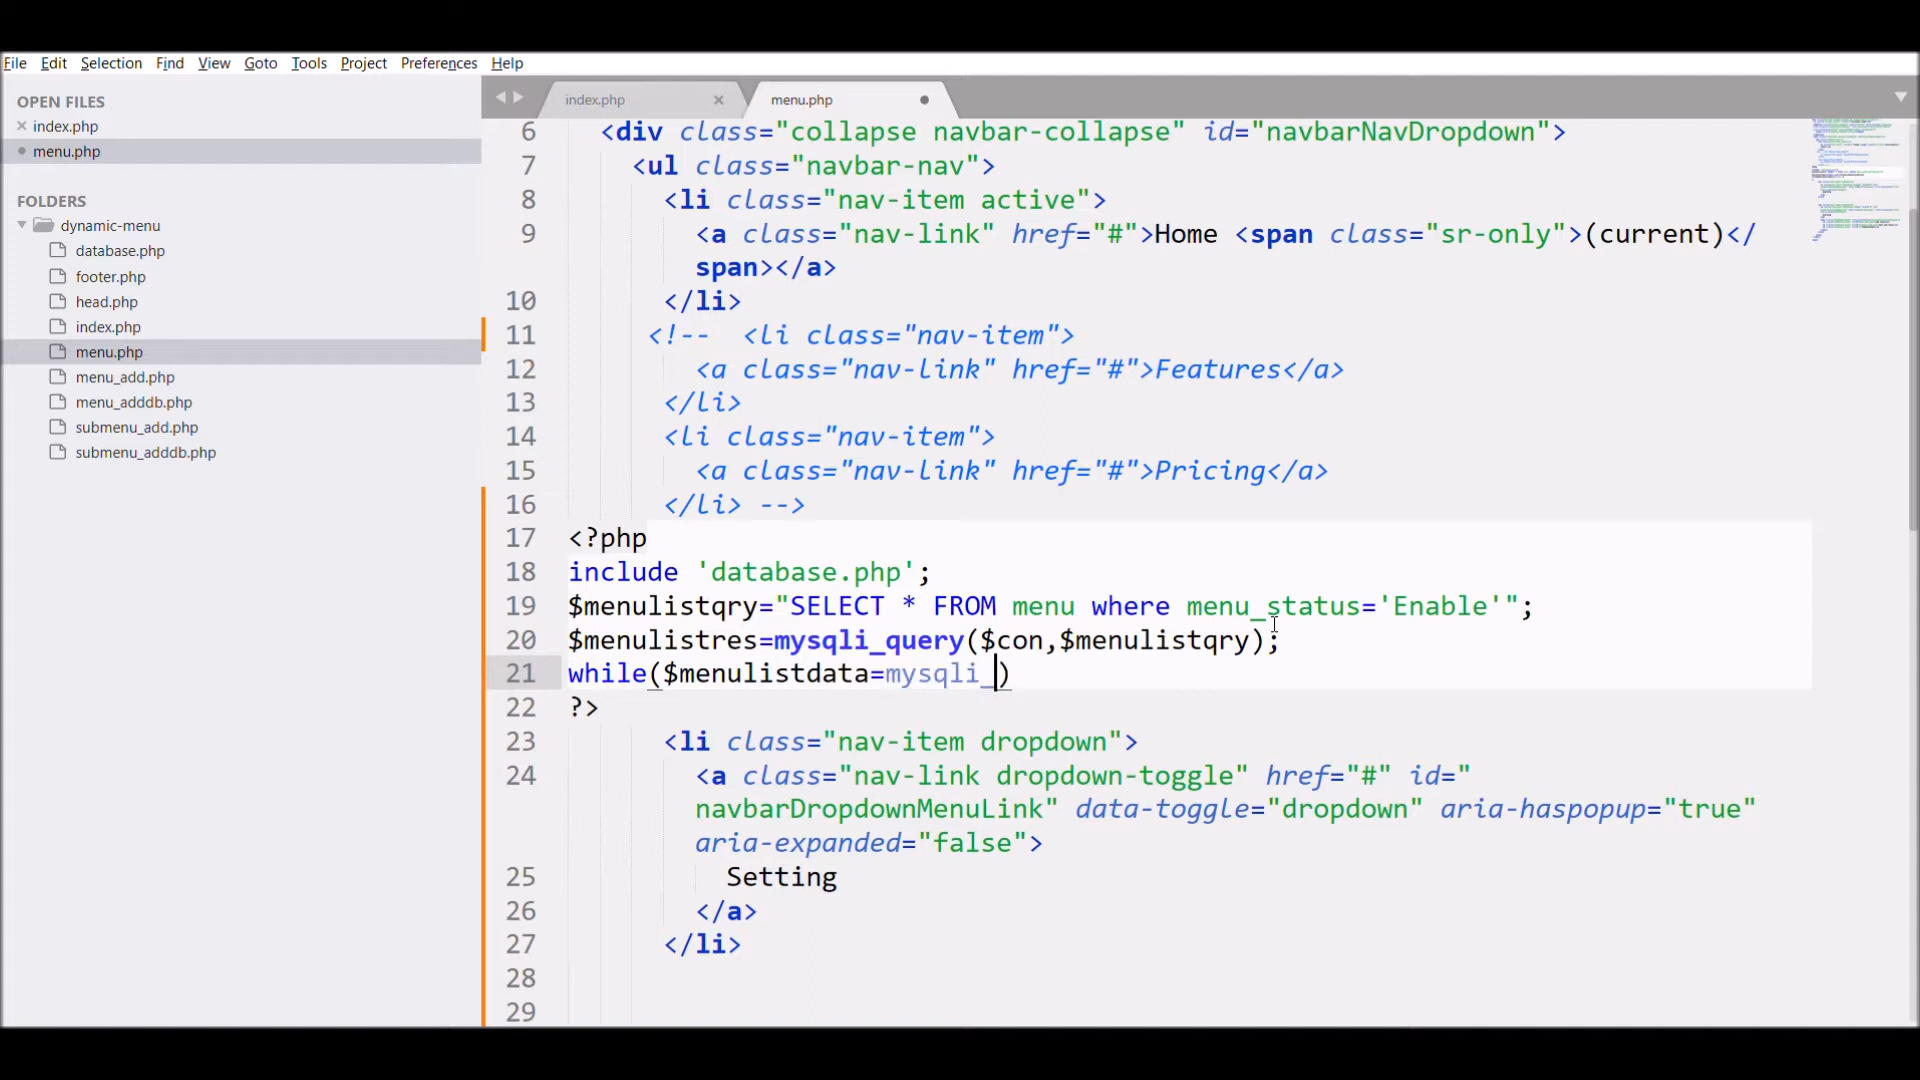 File Edit Selection Find View Goto Tools Project Preferences Help
OPEN FILES
index.php
menu.php
FOLDERS
dynamic-menu
database.php
footer.php
head.php
index.php
menu.php
menu_add.php
menu_adddb.php
submenu_add.php
submenu_adddb.php
index.php menu.php
6 <div class="collapse navbar-collapse" id="navbarNavDropdown">
7 <ul class="navbar-nav">
8 <li class="nav-item active">
9 <a class="nav-link" href="#">Home <span class="sr-only">(current)</
span></a>
10 </li>
11 <!-- <li class="nav-item">
12 <a class="nav-link" href="#">Features</a>
13 </li>
14 <li class="nav-item">
15 <a class="nav-link" href="#">Pricing</a>
16 </li> -->
17 <?php
18 include 'database.php';
19 $menulistqry="SELECT * FROM menu where menu_status='Enable'";
20 $menulistres=mysqli_query($con,$menulistqry);
21 while($menulistdata=mysqli_)
22 ?>
23 <li class="nav-item dropdown">
24 <a class="nav-link dropdown-toggle" href="#" id="
navbarDropdownMenuLink" data-toggle="dropdown" aria-haspopup="true"
aria-expanded="false">
25 Setting
26 </a>
27 </li>
28
29